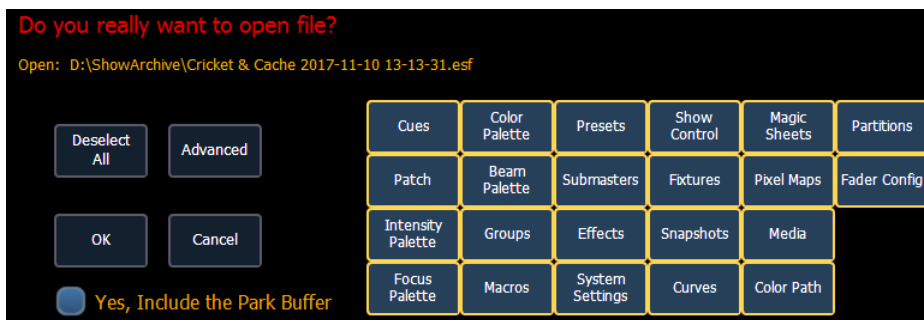 Do you really want to open file?
Open: D:\ShowArchive\Cricket & Cache 2017-11-10 13-13-31.esf
Deselect
All
Advanced
OK
Cancel
Yes, Include the Park Buffer
Cues
Color
Palette
Presets
Show
Control
Magic
Sheets
Partitions
Patch
Beam
Palette
Submasters
Fixtures
Pixel Maps
Fader Config
Intensity
Palette
Groups
Effects
Snapshots
Media
Focus
Palette
Macros
System
Settings
Curves
Color Path